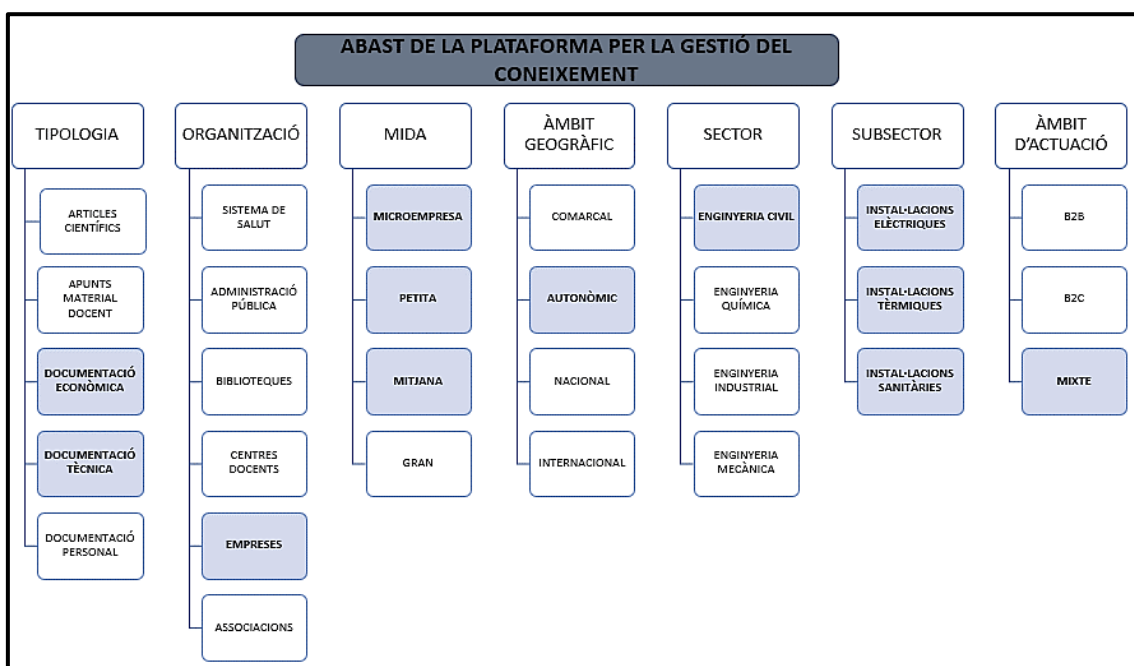 ABAST DE LA PLATAFORMA PER LA GESTIÓ DEL
CONEIXEMENT
TIPOLOGIA
ARTICLES
CIENTÍFICS
APUNTS
MATERIAL
DOCENT
DOCUMENTACIÓ
ECONÒMICA
DOCUMENTACIÓ
TÈCNICA
DOCUMENTACIÓ
PERSONAL
ORGANITZACIÓ
SISTEMA DE
SALUT
ADMINISTRACIÓ
PÚBLICA
BIBLIOTEQUES
CENTRES
DOCENTS
EMPRESES
ASSOCIACIONS
MIDA
MICROEMPRESA
PETITA
MITJANA
GRAN
ÀMBIT
GEOGRÀFIC
COMARCAL
AUTONÒMIC
NACIONAL
INTERNACIONAL
SECTOR
ENGINYERIA CIVIL
ENGINYERIA
QUÍMICA
ENGINYERIA
INDUSTRIAL
ENGINYERIA
MECÀNICA
SUBSECTOR
INSTAL·LACIONS
ELÈCTRIQUES
INSTAL·LACIONS
TÈRMIQUES
INSTAL·LACIONS
SANITÀRIES
ÀMBIT
D'ACTUACIÓ
B2B
B2C
MIXTE